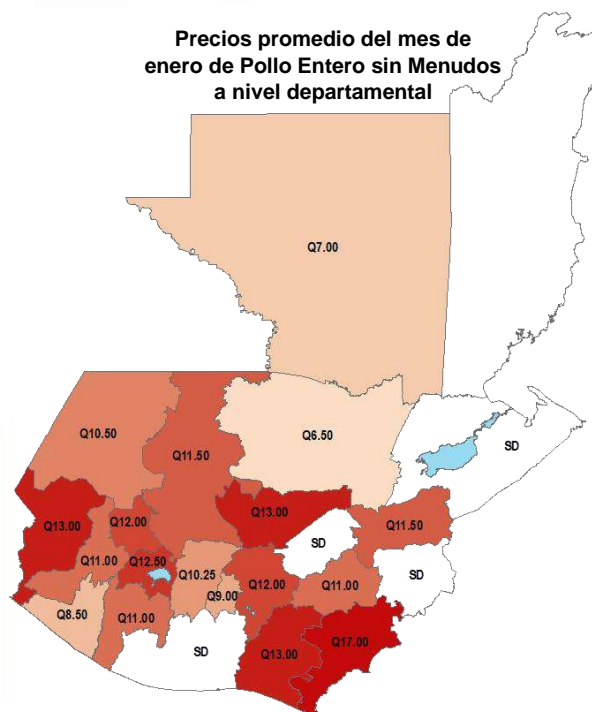 Precios promedio del mes de
enero de Pollo Entero sin Menudos
a nivel departamental
Q7.00
Q10.50
Q11.50
Q6.50
SD
Q13.00
Q12.00
Q13.00
Q11.50
SD
Q11.00
Q12.50
Q10.25
Q9.00
Q12.00
Q11.00
SD
Q8.50
Q11.00
SD
Q13.00
Q17.00